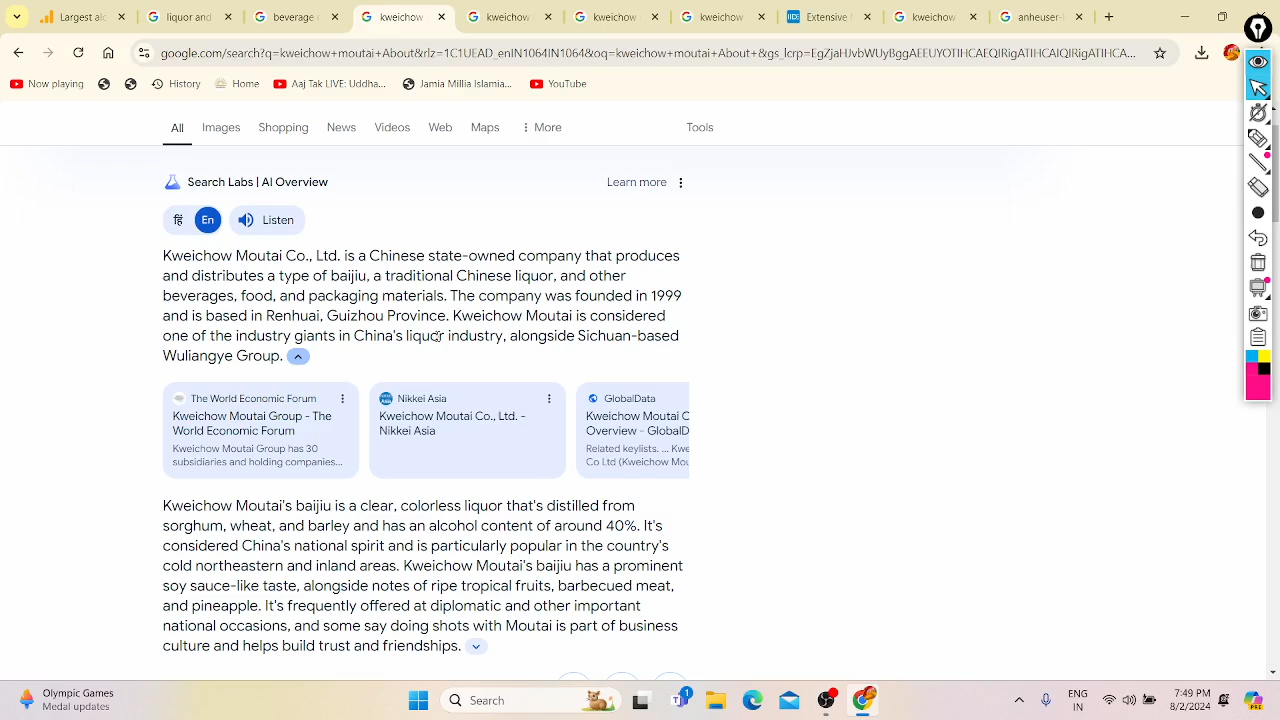 liquor and
beverage
kweichow
kweichow
kweichow
kweichow
IIDE
Extensive
kweichow
anheuser-b
google.com/search?q=kweichow+moutai+About+&rlz=1C1UEAD_enIN1064IN1064&oq=kweichow+moutai+About+&gs_lcrp=
Now playing
History
Aaj Tak LIVE: Uddha...
Home
Jamia Millia Islamia...
YouTube
All Images Shopping News Videos Web Maps More Tools
Search Labs | AI Overview
Learn more
हिं En Listen
Kweichow Moutai Co., Ltd. is a Chinese state-owned company that produces
and distributes a type of baijiu, a traditional Chinese liquor, and other
beverages, food, and packaging materials. The company was founded in 1999
and is based in Renhuai, Guizhou Province. Kweichow Moutai is considered
one of the industry giants in China's liquor industry, alongside Sichuan-based
Wuliangye Group.
The World Economic Forum
Kweichow Moutai Group - The
World Economic Forum
Kweichow Moutai Group has 30
subsidiaries and holding companies...
Nikkei Asia
Kweichow Moutai Co., Ltd. -
Nikkei Asia
GlobalData
Kweichow Moutai C
Overview - GlobalD
Related keylists. ... Kwe
Co Ltd (Kweichow Mou
Kweichow Moutai's baijiu is a clear, colorless liquor that's distilled from
sorghum, wheat, and barley and has an alcohol content of around 40%. It's
considered China's national spirit and is particularly popular in the country's
cold northeastern and inland areas. Kweichow Moutai's baijiu has a prominent
soy sauce-like taste, alongside notes of ripe tropical fruits, barbecued meat,
and pineapple. It's frequently offered at diplomatic and other important
national occasions, and some say doing shots with Moutai is part of business
culture and helps build trust and friendships.
Olympic Games
Medal updates
Search
1
ENG
IN
7:49 PM
8/2/2024
PRE